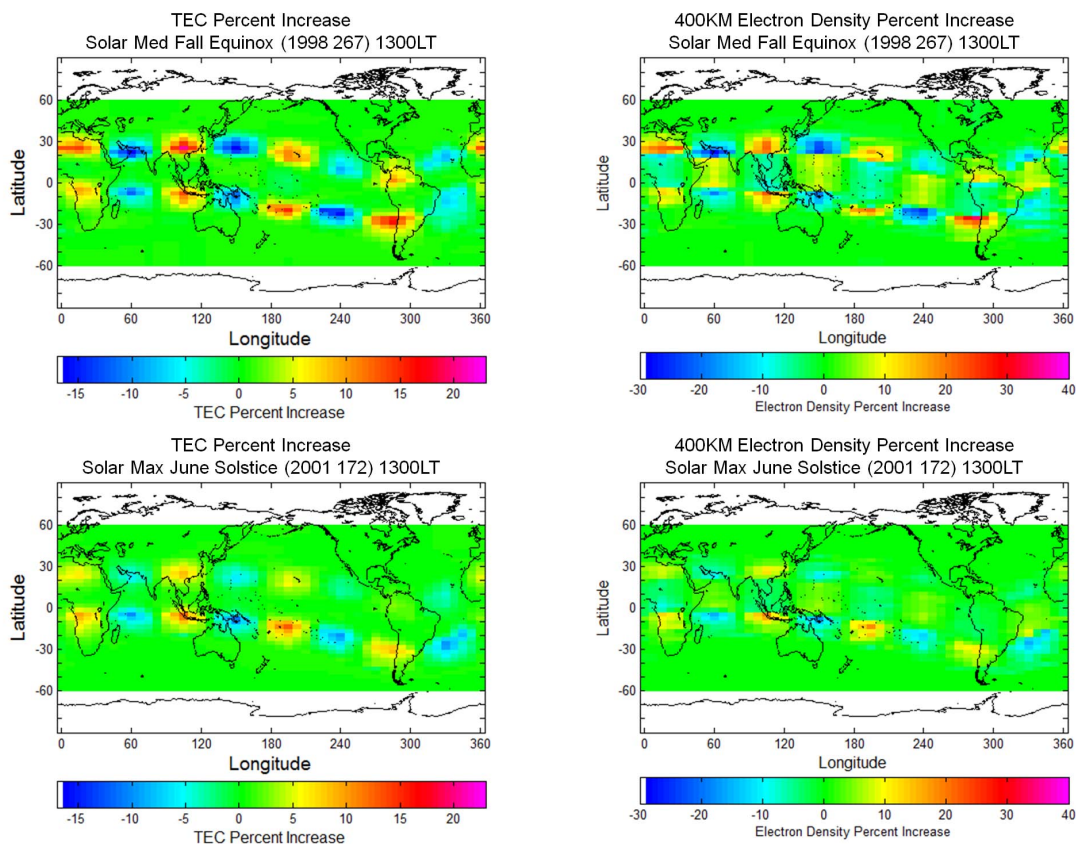 TEC Percent Increase
Solar Med Fall Equinox (1998 267) 1300LT
Latitude
60
30
0
-30
-60
0 60 120 180 240 300 360
Longitude
-15 -10 -5 0 5 10 15 20
TEC Percent Increase
400KM Electron Density Percent Increase
Solar Med Fall Equinox (1998 267) 1300LT
Latitude
60
30
0
-30
-60
0 60 120 180 240 300 360
Longitude
-30 -20 -10 0 10 20 30 40
Electron Density Percent Increase
TEC Percent Increase
Solar Max June Solstice (2001 172) 1300LT
Latitude
60
30
0
-30
-60
0 60 120 180 240 300 360
Longitude
-15 -10 -5 0 5 10 15 20
TEC Percent Increase
400KM Electron Density Percent Increase
Solar Max June Solstice (2001 172) 1300LT
Latitude
60
30
0
-30
-60
0 60 120 180 240 300 360
Longitude
-30 -20 -10 0 10 20 30 40
Electron Density Percent Increase